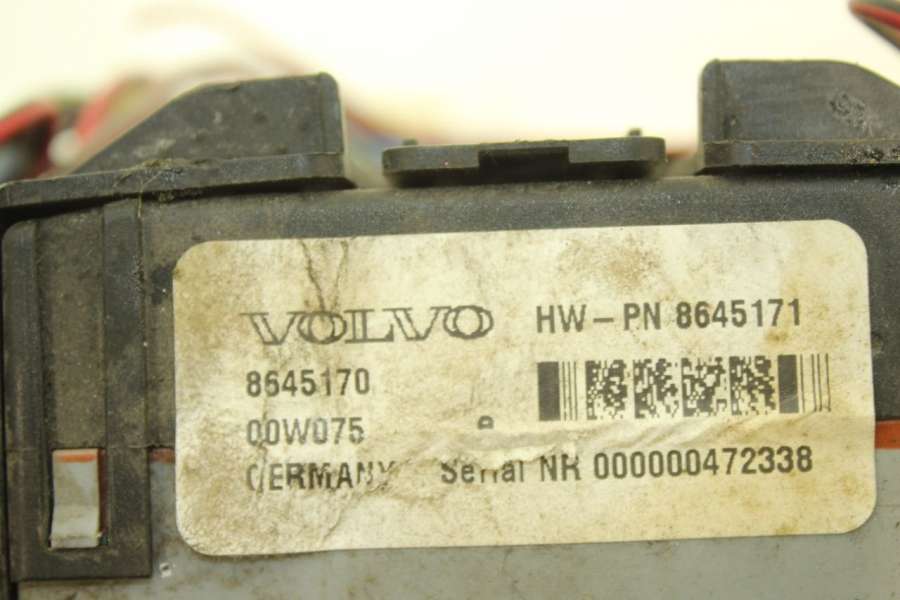 VOLVO HW-PN 8645171
8645170
00W075 e
GERMANY Serial NR 000000472338